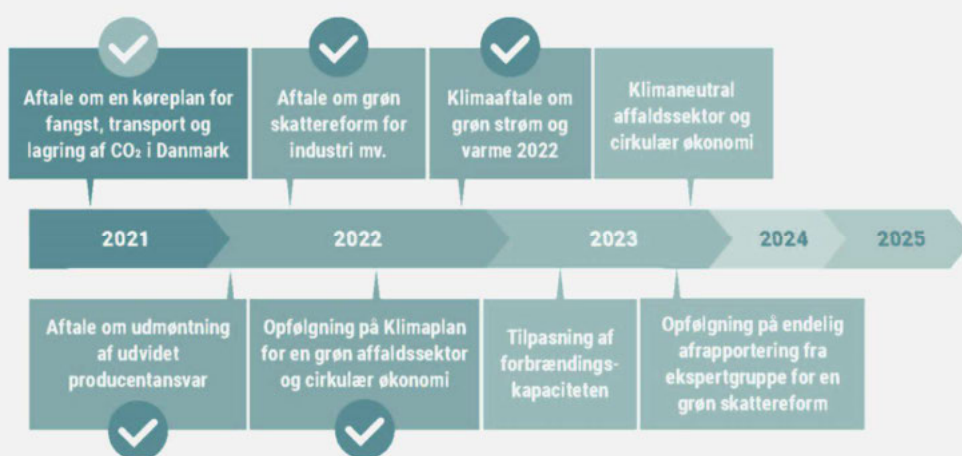 Aftale om en køreplan for
fangst, transport og
lagring af CO₂ i Danmark
Aftale om grøn
skattereform for
industri mv.
Klimaaftale om
grøn strøm og
varme 2022
Klimaneutral
affaldssektor og
cirkulær økonomi
2021
2022
2023
2024
2025
Aftale om udmøntning
af udvidet
producentansvar
Opfølgning på Klimaplan
for en grøn affaldssektor
og cirkulær økonomi
Tilpasning af
forbrændings-
kapaciteten
Opfølgning på endelig
afrapportering fra
ekspertgruppe for en
grøn skattereform